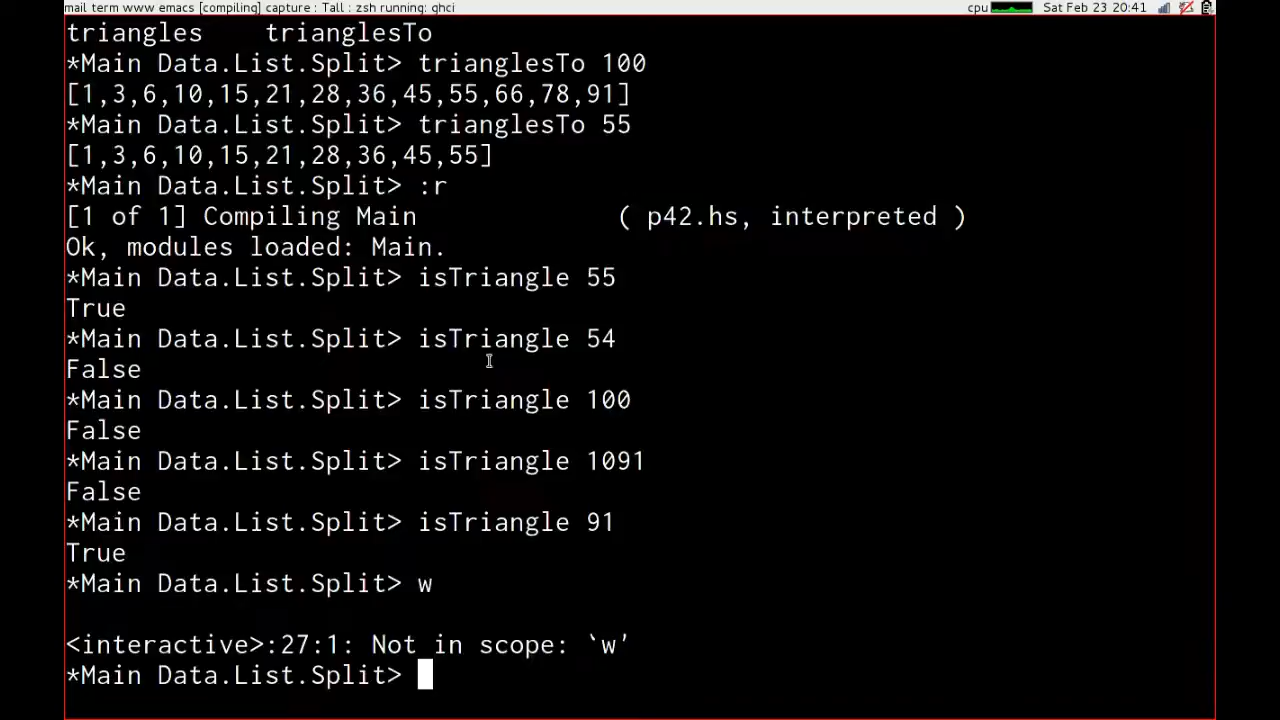 mail term www emacs [compiling] capture : Tall : zsh running: ghci cpu Sat Feb 23 20:41
triangles    trianglesTo
*Main Data.List.Split> trianglesTo 100
[1,3,6,10,15,21,28,36,45,55,66,78,91]
*Main Data.List.Split> trianglesTo 55
[1,3,6,10,15,21,28,36,45,55]
*Main Data.List.Split> :r
[1 of 1] Compiling Main             ( p42.hs, interpreted )
Ok, modules loaded: Main.
*Main Data.List.Split> isTriangle 55
True
*Main Data.List.Split> isTriangle 54
False
*Main Data.List.Split> isTriangle 100
False
*Main Data.List.Split> isTriangle 1091
False
*Main Data.List.Split> isTriangle 91
True
*Main Data.List.Split> w
<interactive>:27:1: Not in scope: `w'
*Main Data.List.Split>